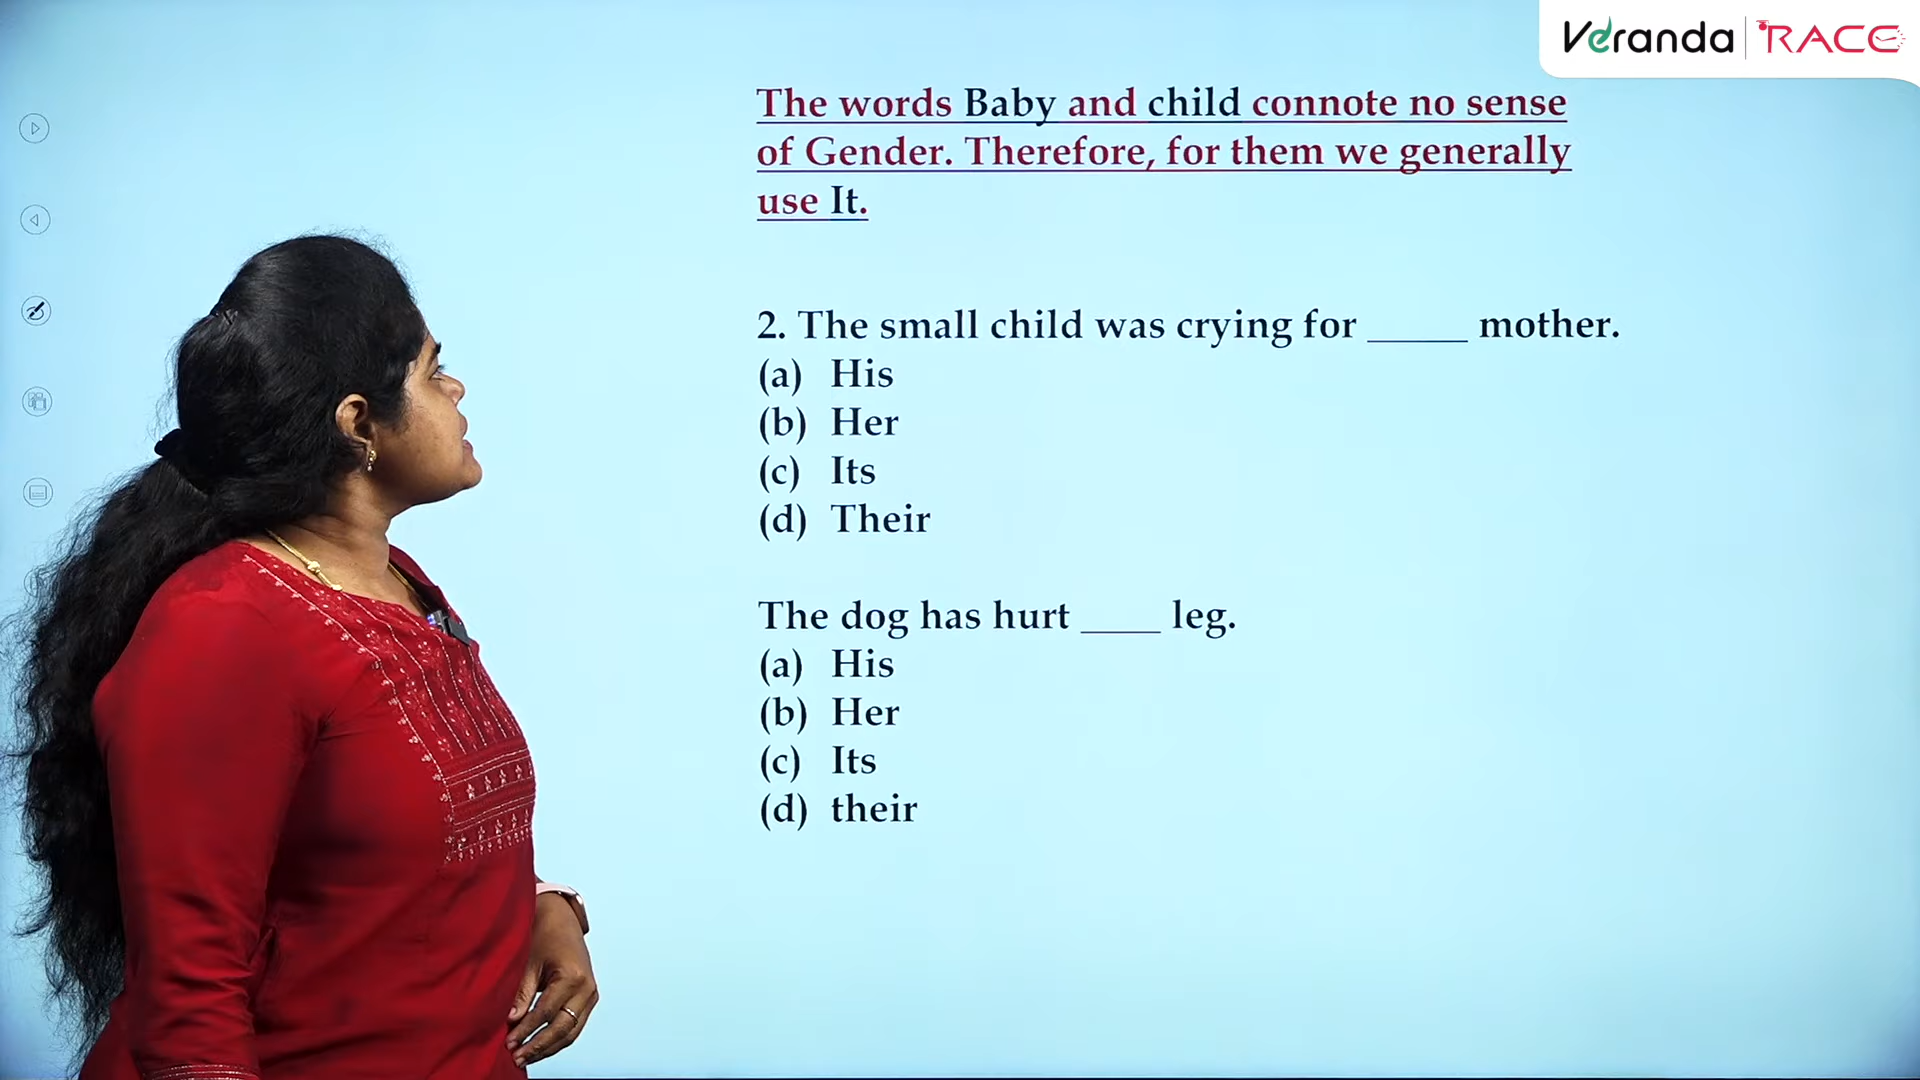 Veranda RACE
The words Baby and child connote no sense
of Gender. Therefore, for them we generally
use It.
2. The small child was crying for _____ mother.
(a) His
(b) Her
(c) Its
(d) Their
The dog has hurt ____ leg.
(a) His
(b) Her
(c) Its
(d) their